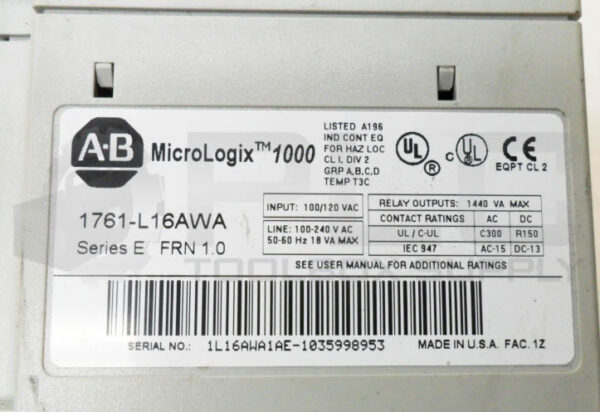 A-B MicroLogix™ 1000
LISTED A196
IND CONT EQ
FOR HAZ LOC
CL I, DIV 2
GRP A,B,C,D
TEMP T3C
UL
®
C UL
CE
EQPT CL 2
1761-L16AWA
Series E FRN 1.0
INPUT: 100/120 VAC
LINE: 100-240 V AC
50-60 Hz 18 VA MAX
RELAY OUTPUTS: 1440 VA MAX
CONTACT RATINGS AC DC
UL / C-UL C300 R150
IEC 947 AC-15 DC-13
SEE USER MANUAL FOR ADDITIONAL RATINGS
SERIAL NO.: 1L16AWA1AE-1035998953 MADE IN U.S.A. FAC. 1Z